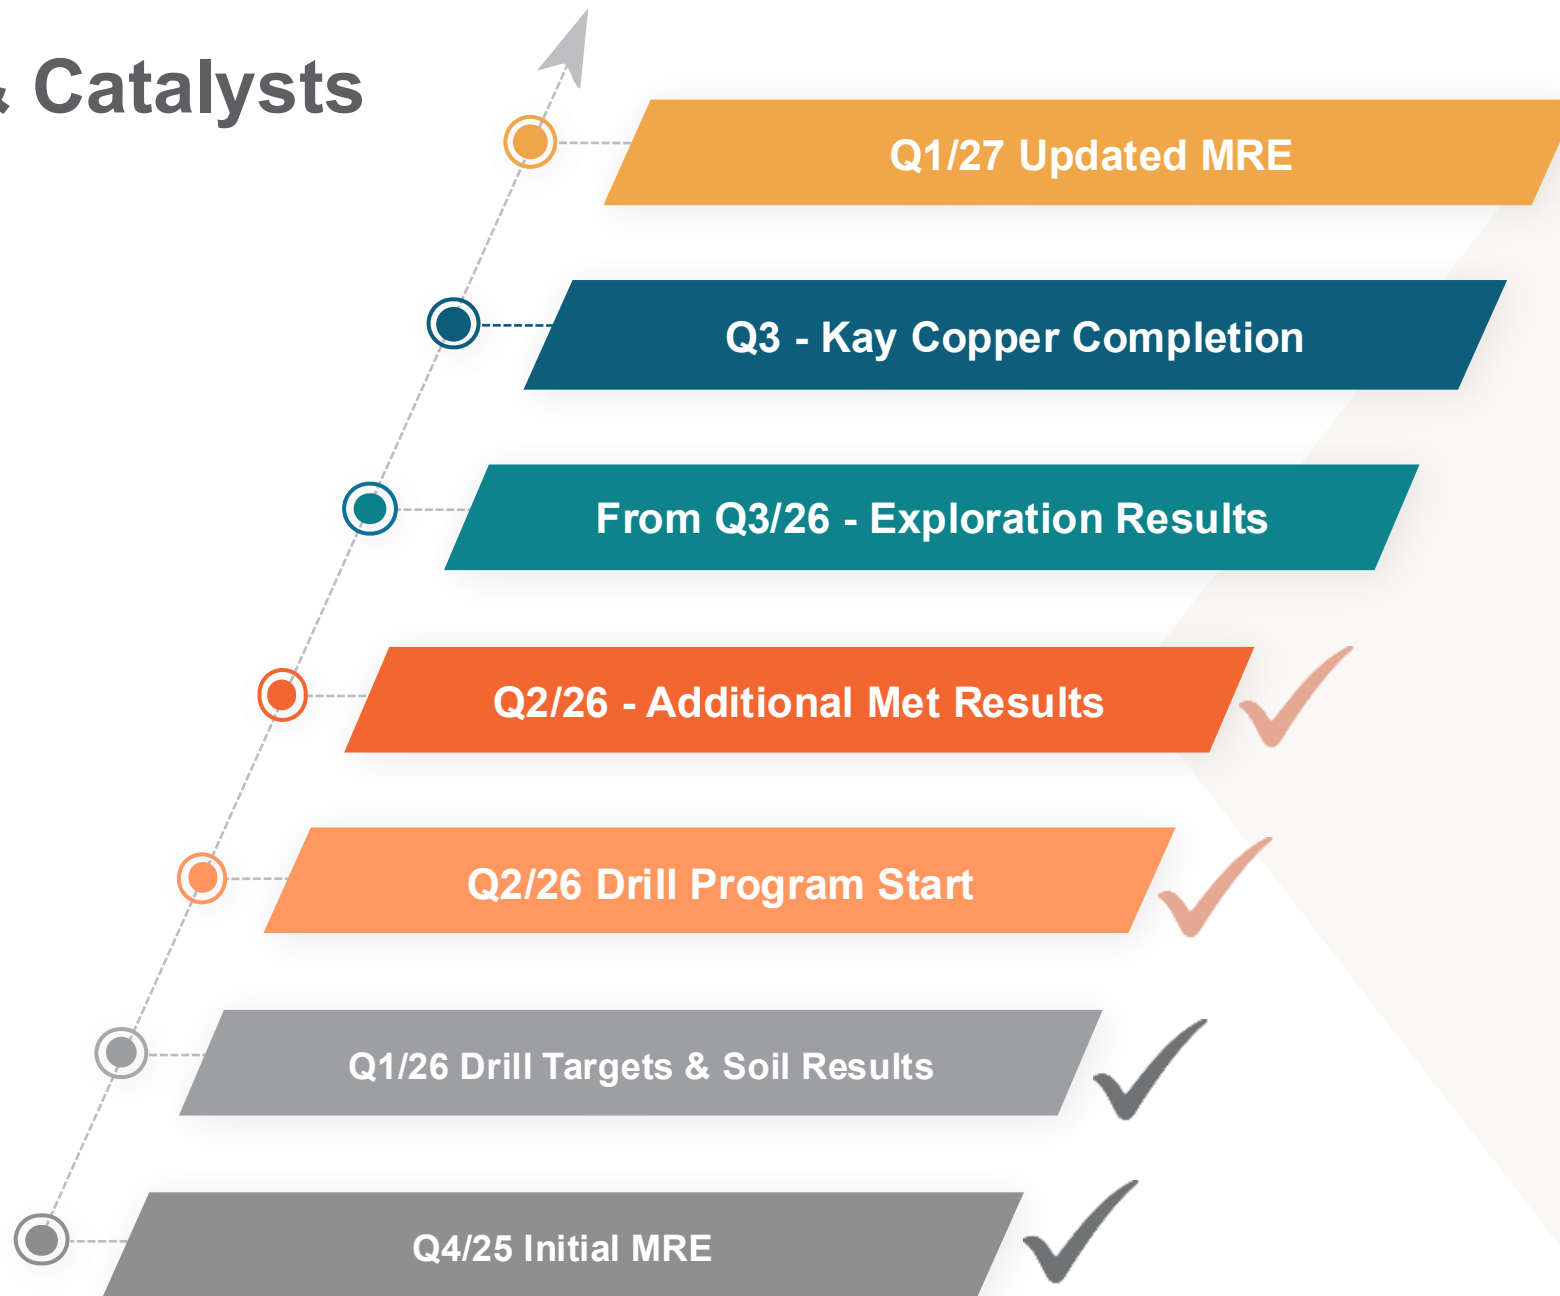 & Catalysts
Q1/27 Updated MRE
Q3 - Kay Copper Completion
From Q3/26 - Exploration Results
Q2/26 - Additional Met Results
Q2/26 Drill Program Start
Q1/26 Drill Targets & Soil Results
Q4/25 Initial MRE